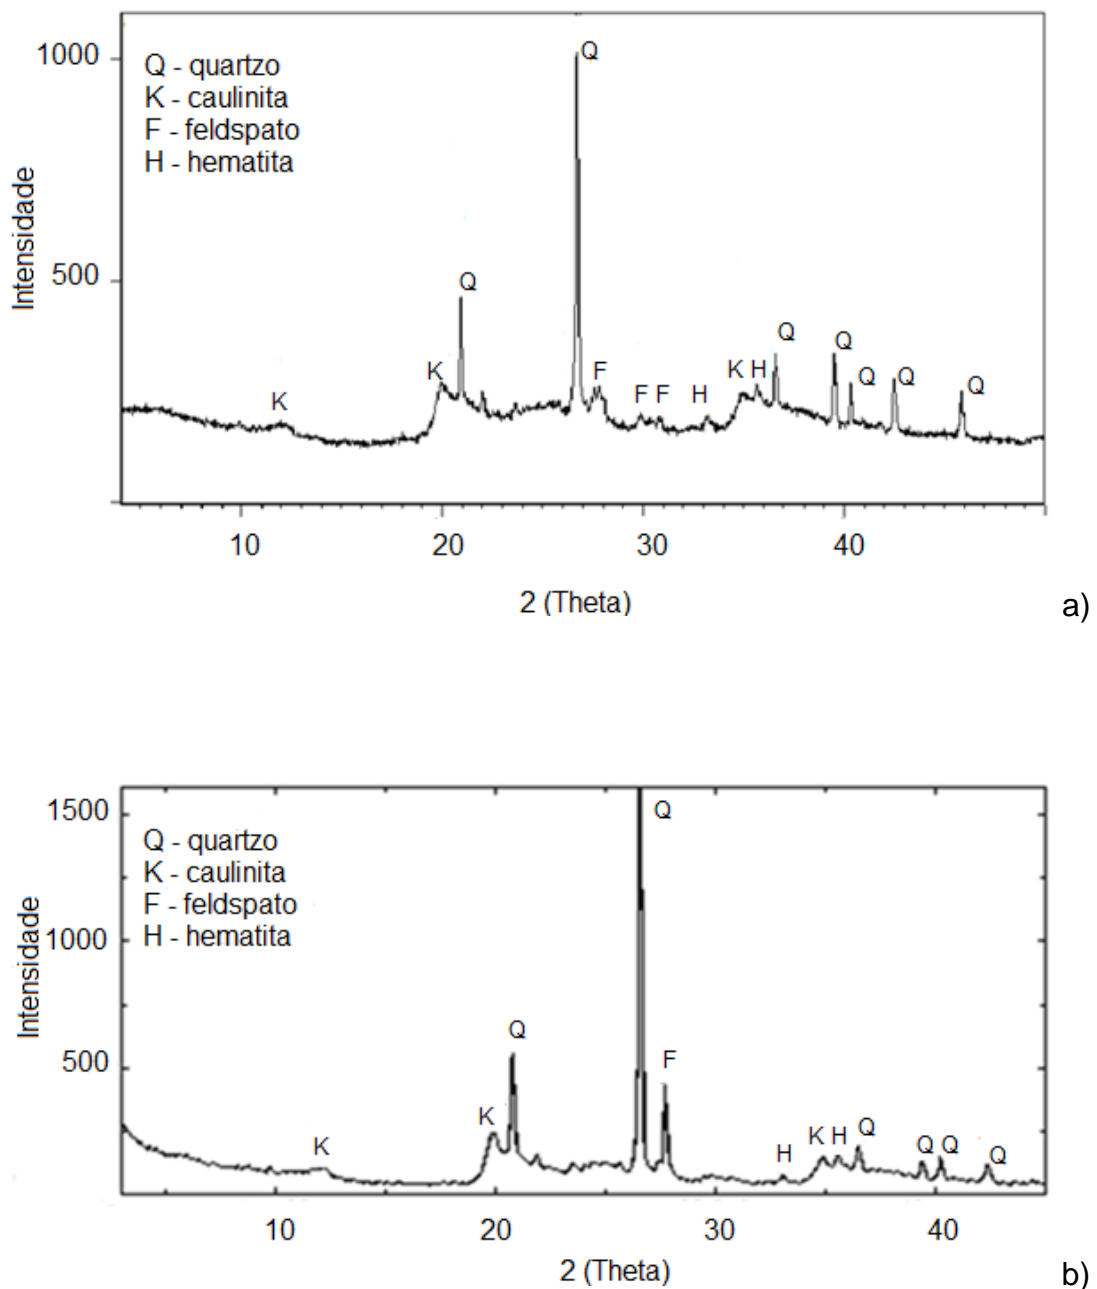 1000
Q - quartzo
K - caulinita
F - feldspato
H - hematita
Intensidade
500
Q
Q
K
K
F
F F
H
K H
Q
Q
Q
Q
Q
10 20 30 40
2 (Theta)
a)
1500
Q - quartzo
K - caulinita
F - feldspato
H - hematita
Intensidade
1000
500
Q
Q
F
K
K
H
K H
Q
Q Q
Q
10 20 30 40
2 (Theta)
b)